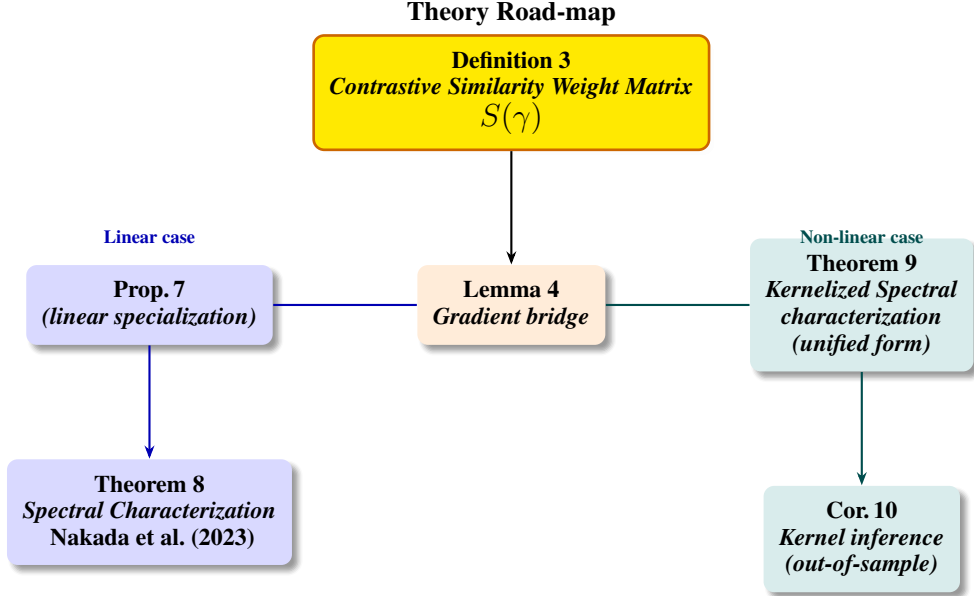 Theory Road-map
Definition 3
Contrastive Similarity Weight Matrix
S(γ)
Linear case
Prop. 7
(linear specialization)
Lemma 4
Gradient bridge
Non-linear case
Theorem 9
Kernelized Spectral
characterization
(unified form)
Theorem 8
Spectral Characterization
Nakada et al. (2023)
Cor. 10
Kernel inference
(out-of-sample)